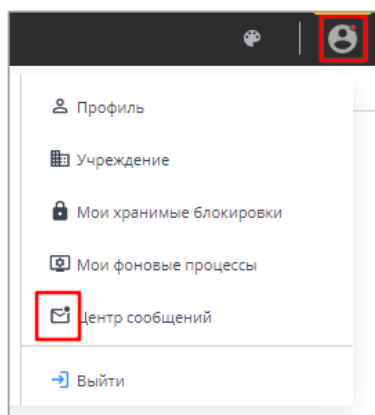 Профиль
Учреждение
Мои хранимые блокировки
Мои фоновые процессы
Центр сообщений
Выйти